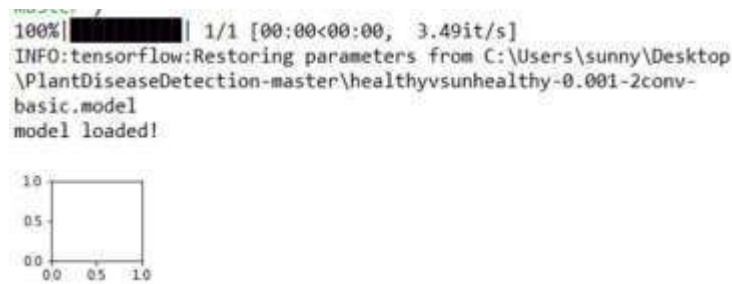 100%|██████████| 1/1 [00:00<00:00, 3.49it/s]
INFO:tensorflow:Restoring parameters from C:\Users\sunny\Desktop
\PlantDiseaseDetection-master\healthyvsunhealthy-0.001-2conv-
basic.model
model loaded!
1.0
0.5
0.0
0.0 0.5 1.0